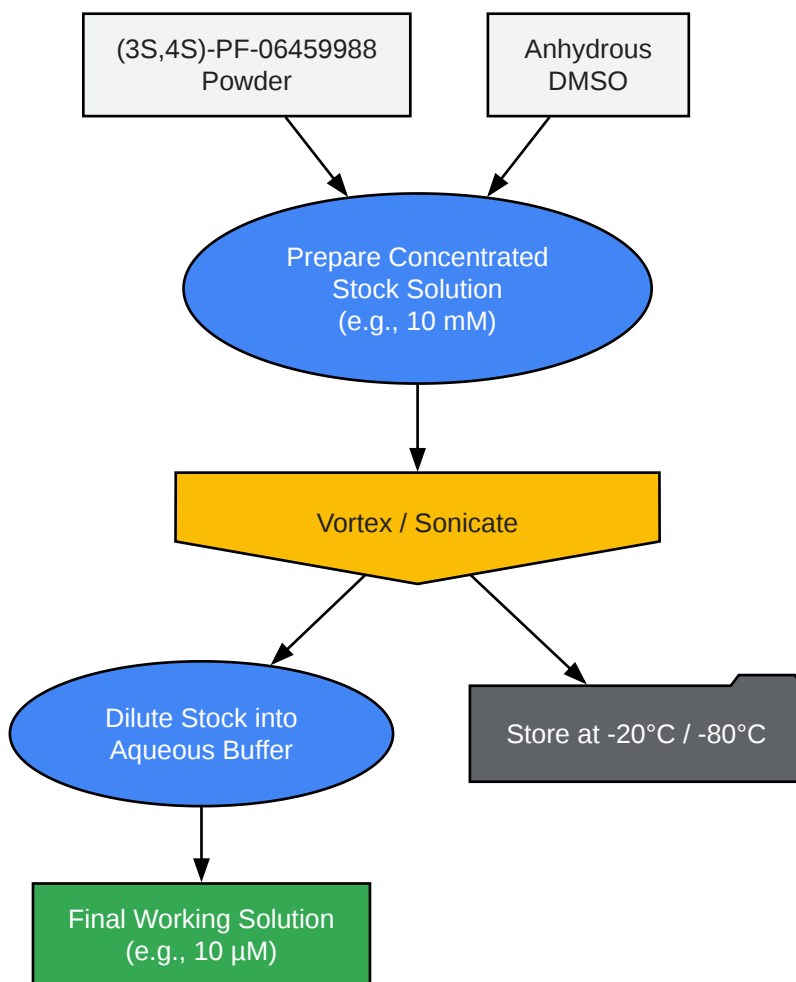 (3S,4S)-PF-06459988
Powder
Anhydrous
DMSO
Prepare Concentrated
Stock Solution
(e.g., 10 mM)
Vortex / Sonicate
Dilute Stock into
Aqueous Buffer
Store at -20°C / -80°C
Final Working Solution
(e.g., 10 µM)